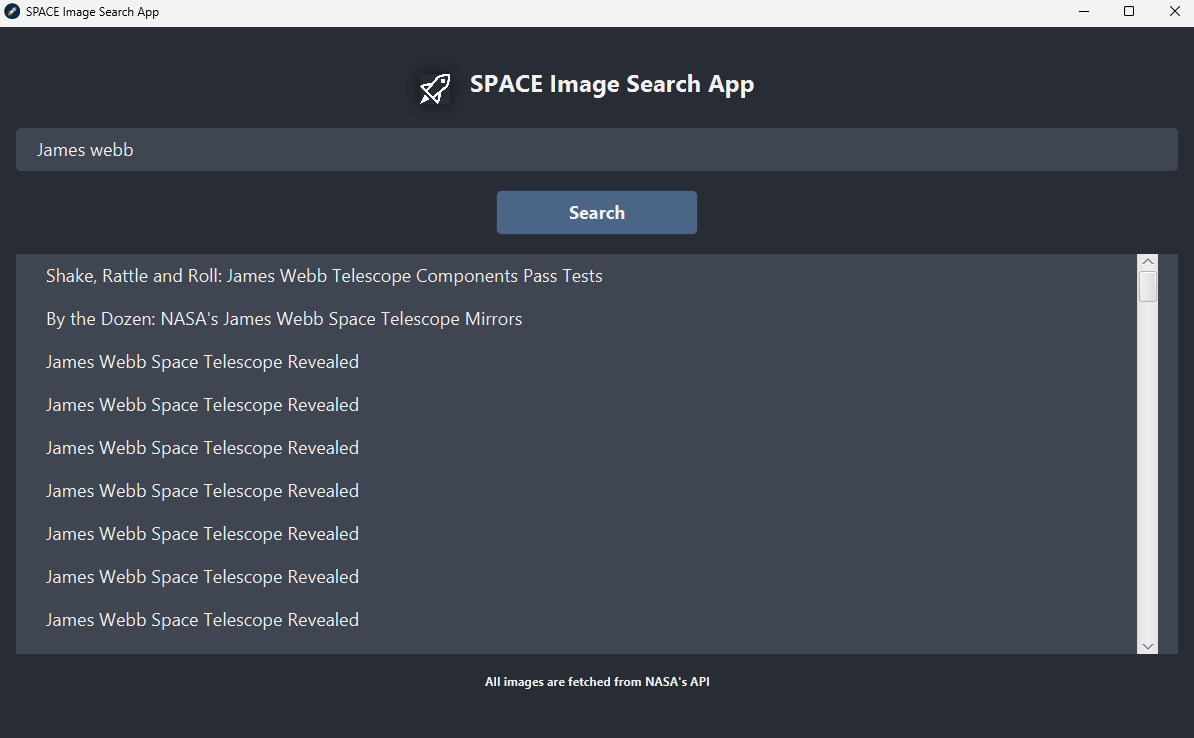 SPACE Image Search App
SPACE Image Search App
James webb
Search
Shake, Rattle and Roll: James Webb Telescope Components Pass Tests
By the Dozen: NASA's James Webb Space Telescope Mirrors
James Webb Space Telescope Revealed
James Webb Space Telescope Revealed
James Webb Space Telescope Revealed
James Webb Space Telescope Revealed
James Webb Space Telescope Revealed
James Webb Space Telescope Revealed
James Webb Space Telescope Revealed
All images are fetched from NASA's API